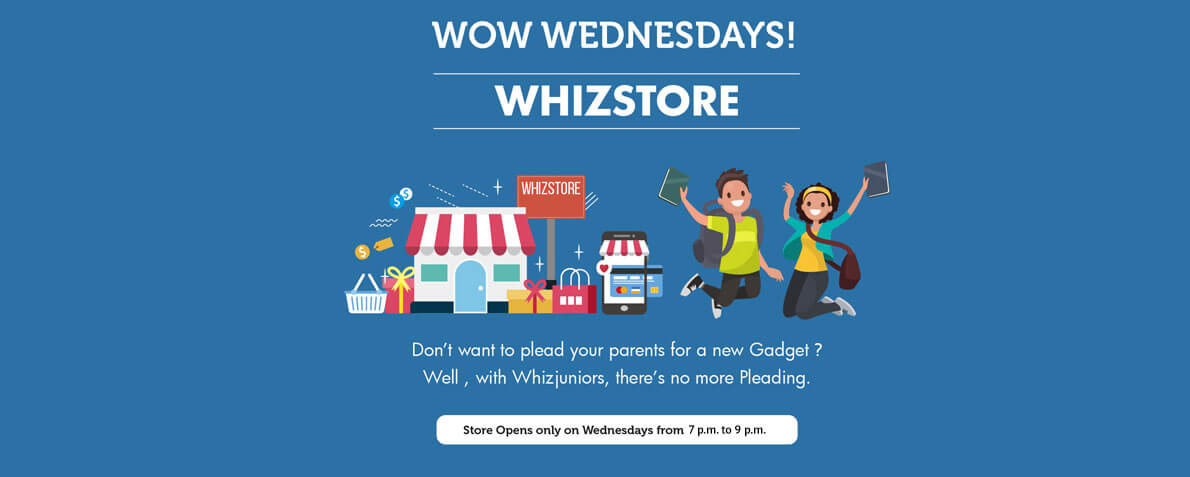 WOW WEDNESDAYS!
WHIZSTORE
WHIZSTORE
Don't want to plead your parents for a new Gadget ?
Well , with Whizjuniors, there's no more Pleading.
Store Opens only on Wednesdays from 7 p.m. to 9 p.m.